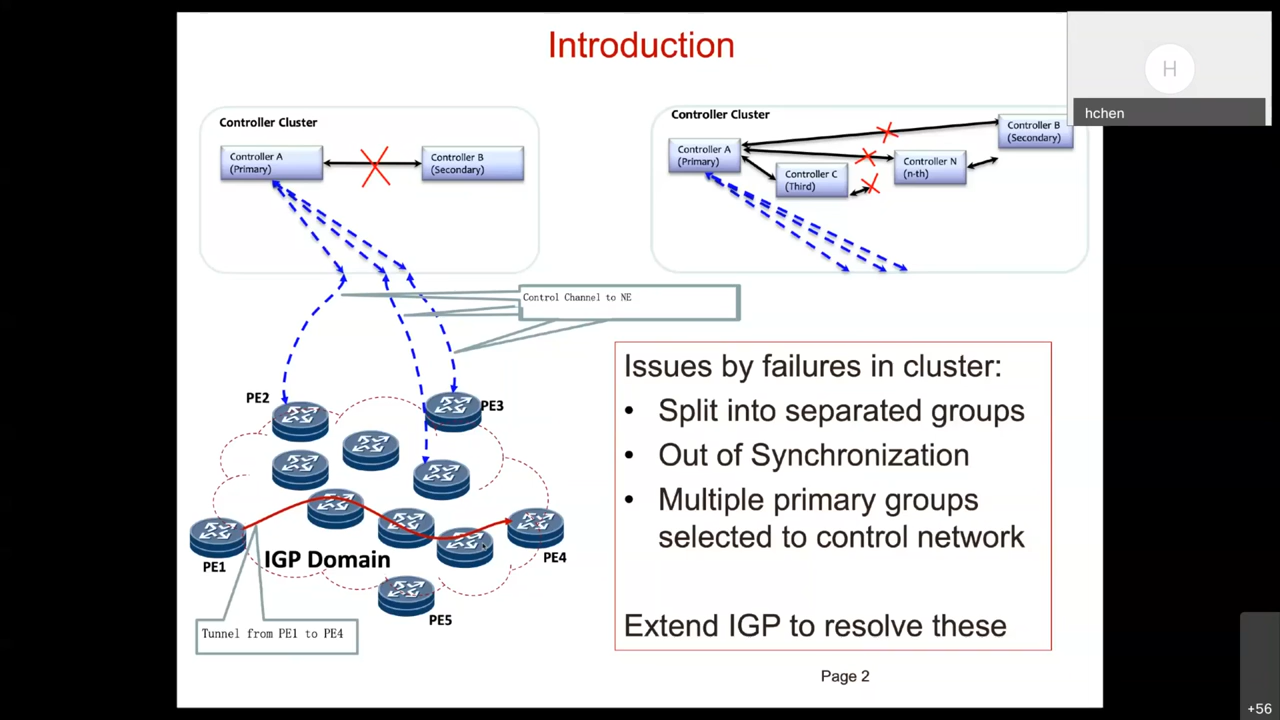 Introduction
H
hchen
Controller Cluster
Controller A
(Primary)
Controller B
(Secondary)
Controller Cluster
Controller A
(Primary)
Controller C
(Third)
Controller N
(n-th)
Controller B
(Secondary)
Control Channel to NE
PE2
PE3
PE1
IGP Domain
PE4
PE5
Tunnel from PE1 to PE4
Issues by failures in cluster:
• Split into separated groups
• Out of Synchronization
• Multiple primary groups
selected to control network
Extend IGP to resolve these
Page 2
+56